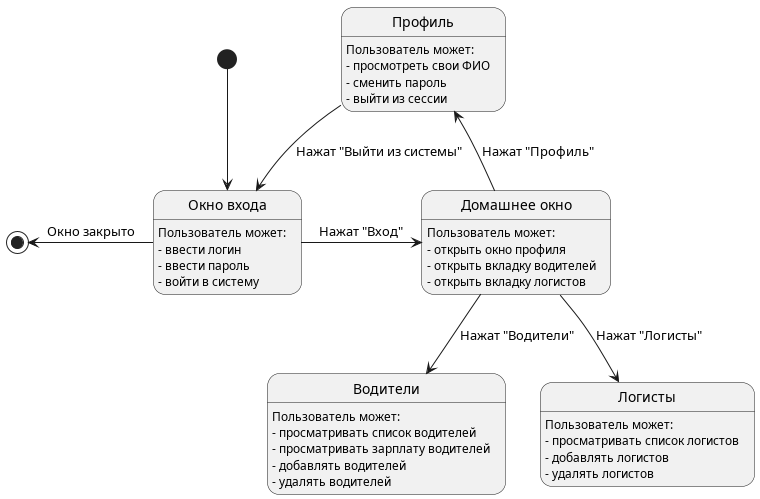 Профиль
Пользователь может:
- просмотреть свои ФИО
- сменить пароль
- выйти из сессии
Нажат "Выйти из системы"
Нажат "Профиль"
Окно входа
Пользователь может:
- ввести логин
- ввести пароль
- войти в систему
Окно закрыто
Нажат "Вход"
Домашнее окно
Пользователь может:
- открыть окно профиля
- открыть вкладку водителей
- открыть вкладку логистов
Нажат "Водители"
Нажат "Логисты"
Водители
Пользователь может:
- просматривать список водителей
- просматривать зарплату водителей
- добавлять водителей
- удалять водителей
Логисты
Пользователь может:
- просматривать список логистов
- добавлять логистов
- удалять логистов